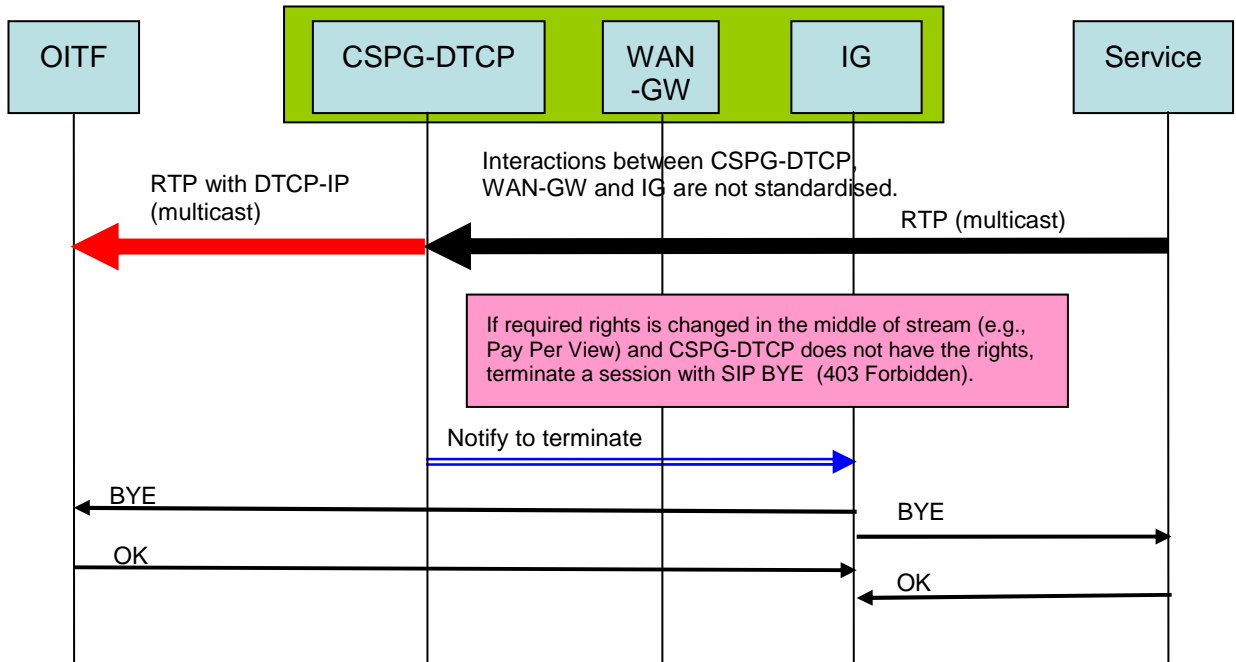 OITF
CSPG-DTCP
WAN
-GW
IG
Service
Interactions between CSPG-DTCP,
WAN-GW and IG are not standardised.
RTP with DTCP-IP
(multicast)
RTP (multicast)
If required rights is changed in the middle of stream (e.g.,
Pay Per View) and CSPG-DTCP does not have the rights,
terminate a session with SIP BYE (403 Forbidden).
Notify to terminate
BYE
BYE
OK
OK